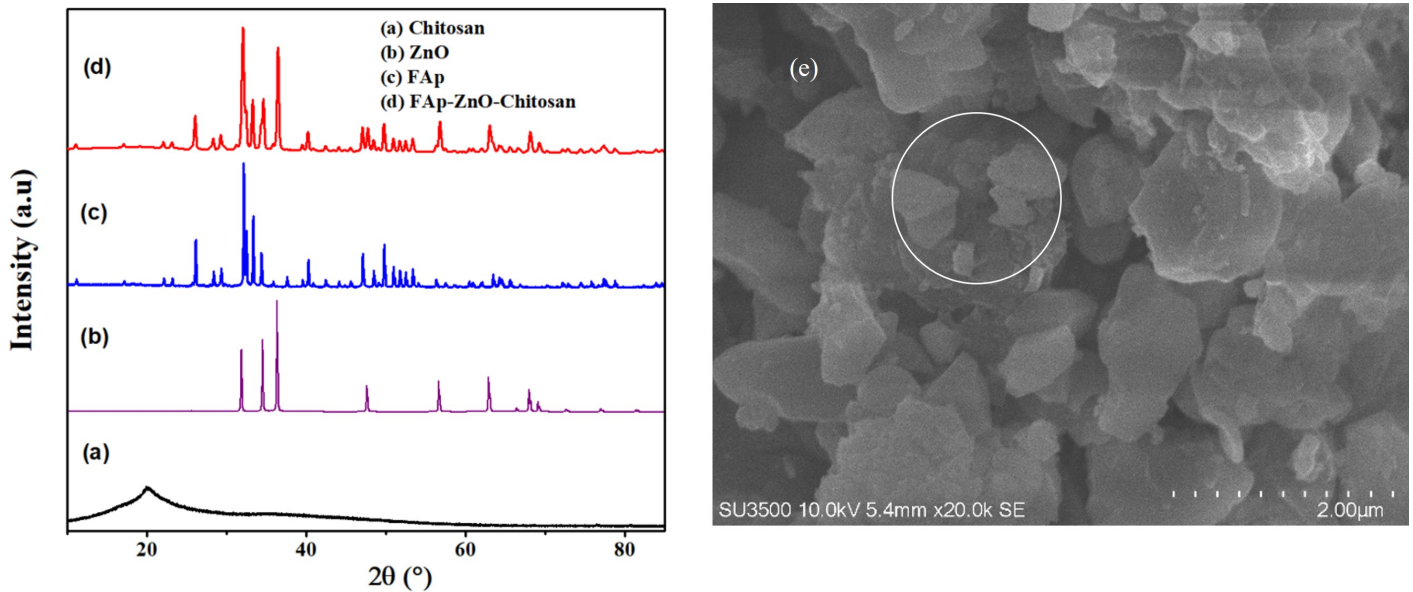 (a) Chitosan
(b) ZnO
(c) FAp
(d) FAp-ZnO-Chitosan
(d)
(c)
(b)
(a)
Intensity (a.u)
20 40 60 80
2θ (°)
(e)
SU3500 10.0kV 5.4mm x20.0k SE 2.00µm